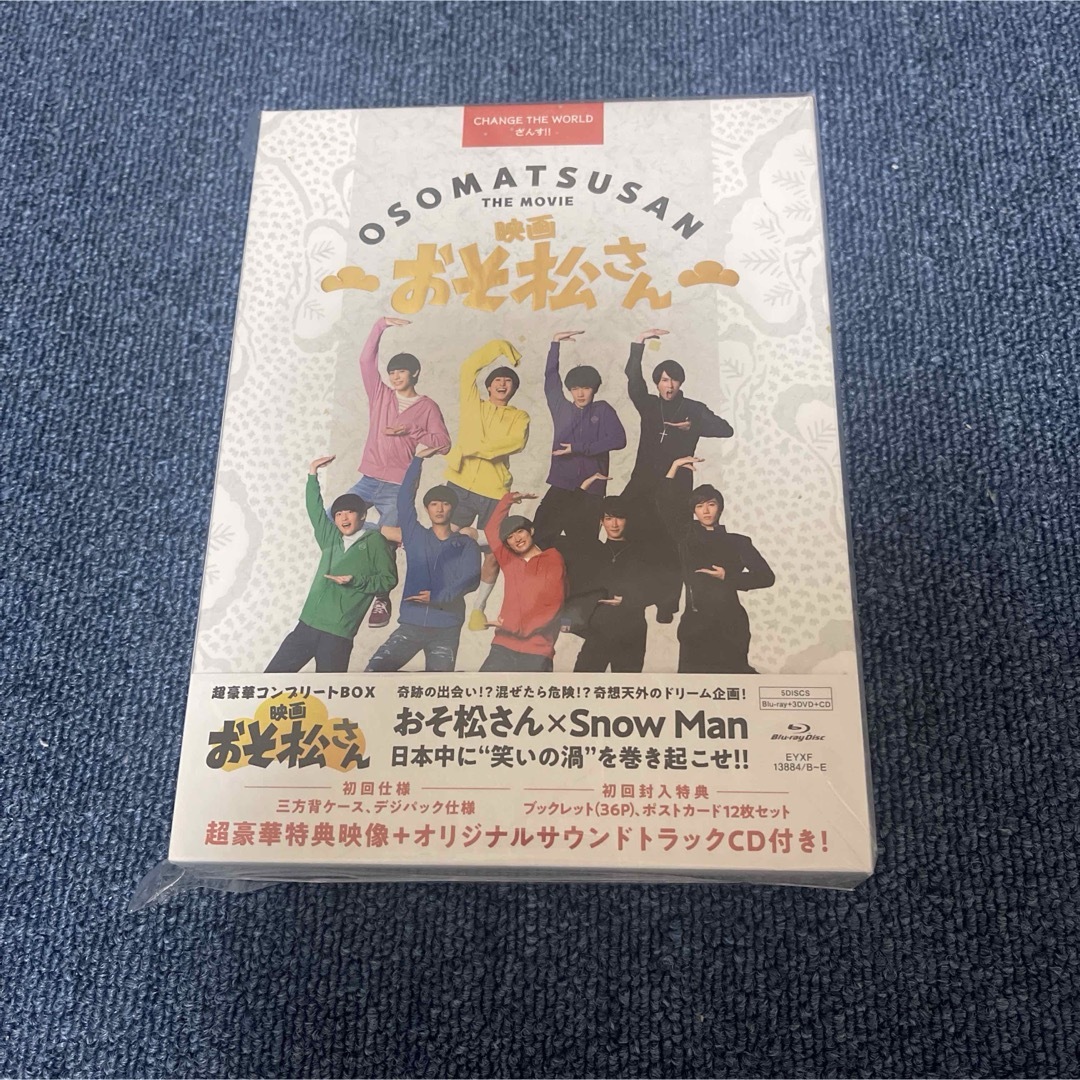 CHANGE THE WORLD
ざんす!!
OSOMATSUSAN
THE MOVIE
映画
おそ松さん
超豪華コンプリートBOX
映画
おそ松さん
奇跡の出会い!?混ぜたら危険!?奇想天外のドリーム企画!
おそ松さん×Snow Man
日本中に“笑いの渦”を巻き起こせ!!
5DISCS
Blu-ray+3DVD+CD
Blu-ray Disc
EYXF
13884/B-E
初回仕様
三方背ケース、デジパック仕様
初回封入特典
ブックレット(36P)、ポストカード12枚セット
超豪華特典映像+オリジナルサウンドトラックCD付き!